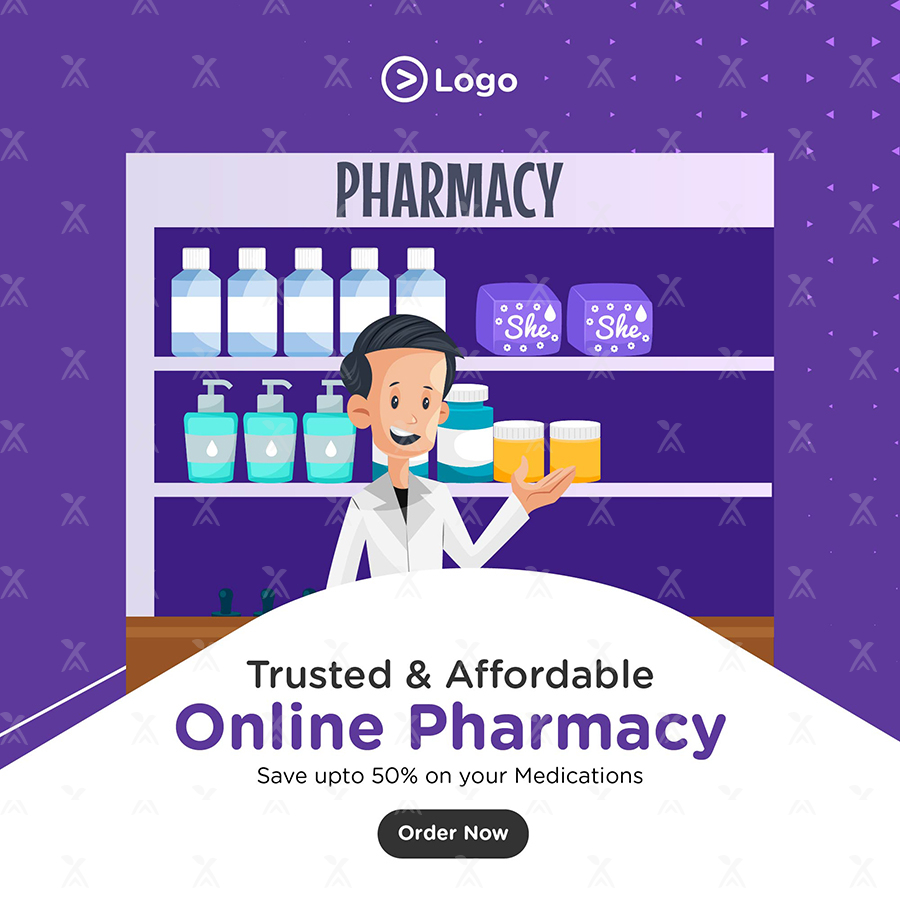 Logo
PHARMACY
She
She
Trusted & Affordable
Online Pharmacy
Save upto 50% on your Medications
Order Now